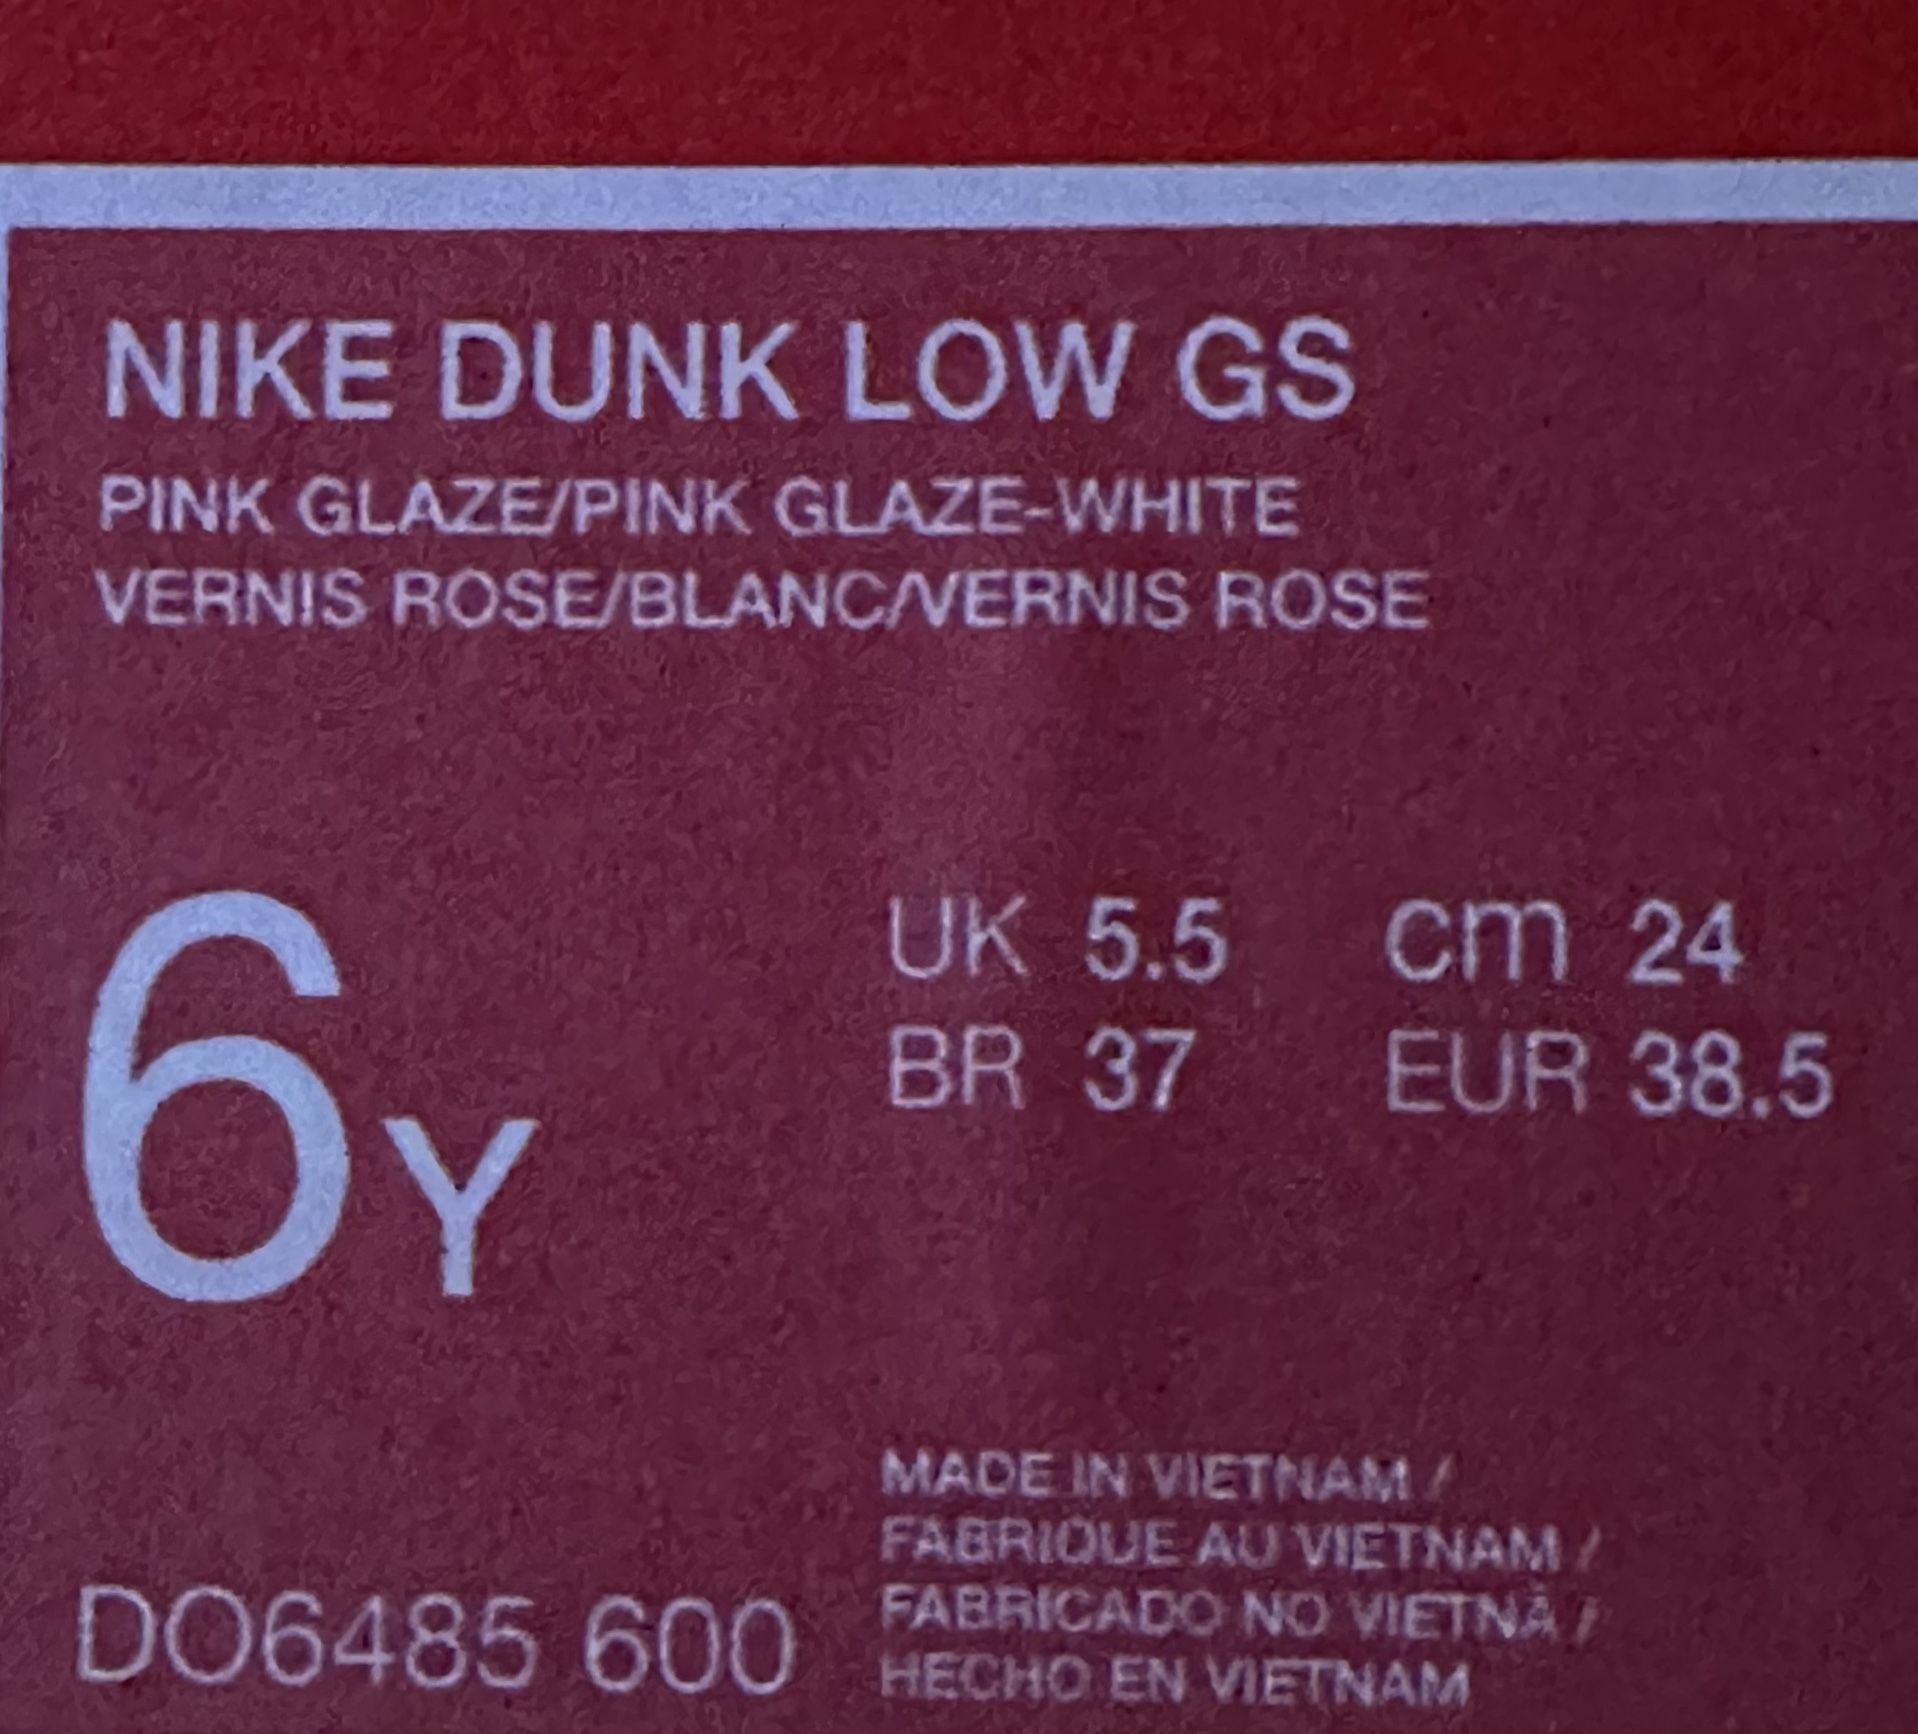 NIKE DUNK LOW GS
PINK GLAZE/PINK GLAZE-WHITE
VERNIS ROSE/BLANC/VERNIS ROSE
6Y
UK 5.5 cm 24
BR 37 EUR 38.5
MADE IN VIETNAM /
FABRIQUE AU VIETNAM /
FABRICADO NO VIETNÃ /
HECHO EN VIETNAM
DO6485 600